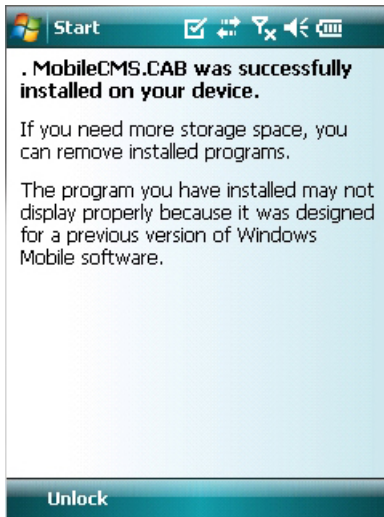 Start
. MobileCMS.CAB was successfully
installed on your device.
If you need more storage space, you
can remove installed programs.
The program you have installed may not
display properly because it was designed
for a previous version of Windows
Mobile software.
Unlock